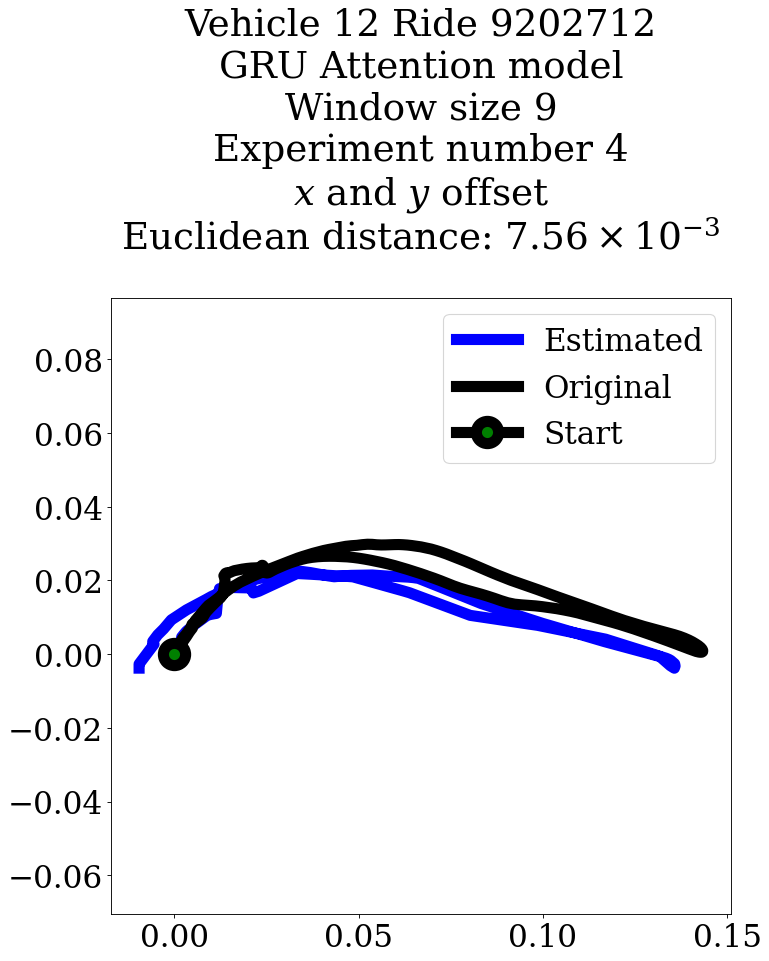 Vehicle 12 Ride 9202712
GRU Attention model
Window size 9
Experiment number 4
x and y offset
Euclidean distance: 7.56 × 10⁻³
Estimated
Original
Start
0.08
0.06
0.04
0.02
0.00
−0.02
−0.04
−0.06
0.00 0.05 0.10 0.15